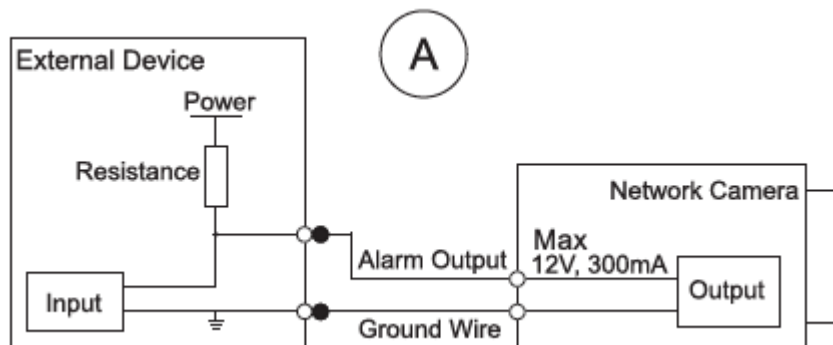 A
External Device
Power
Resistance
Network Camera
Max
12V, 300mA
Alarm Output
Input
Output
Ground Wire